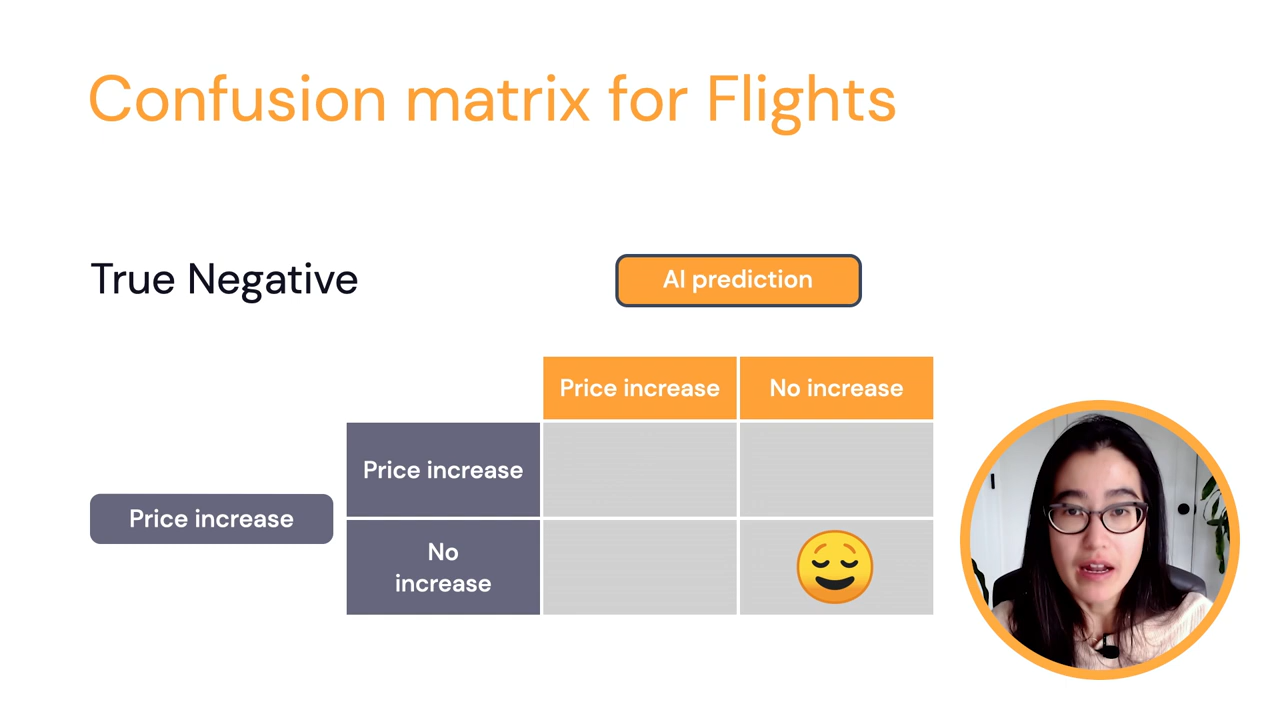 Confusion matrix for Flights
True Negative
AI prediction
Price increase
No increase
Price increase
Price increase
No
increase